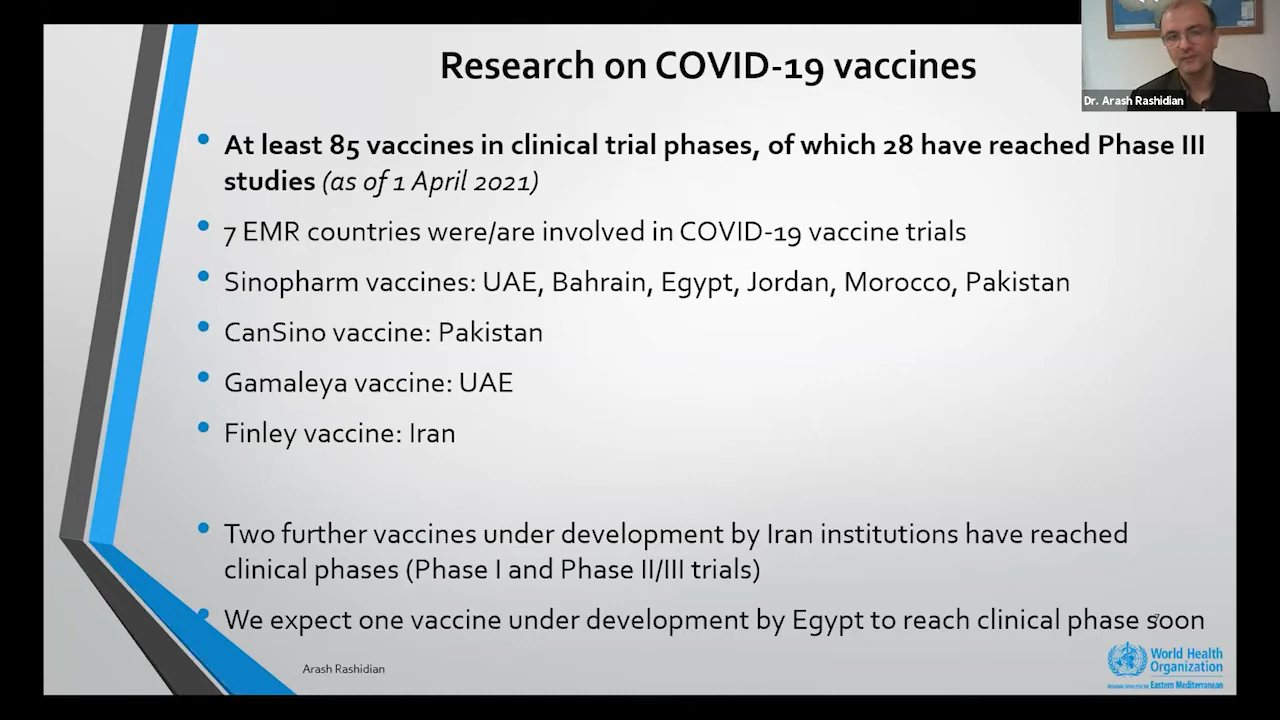 Research on COVID-19 vaccines
Dr. Arash Rashidian
• At least 85 vaccines in clinical trial phases, of which 28 have reached Phase III
studies (as of 1 April 2021)
• 7 EMR countries were/are involved in COVID-19 vaccine trials
• Sinopharm vaccines: UAE, Bahrain, Egypt, Jordan, Morocco, Pakistan
• CanSino vaccine: Pakistan
• Gamaleya vaccine: UAE
• Finley vaccine: Iran
• Two further vaccines under development by Iran institutions have reached
clinical phases (Phase I and Phase II/III trials)
• We expect one vaccine under development by Egypt to reach clinical phase soon
Arash Rashidian
World Health
Organization
REGIONAL OFFICE FOR THE Eastern Mediterranean